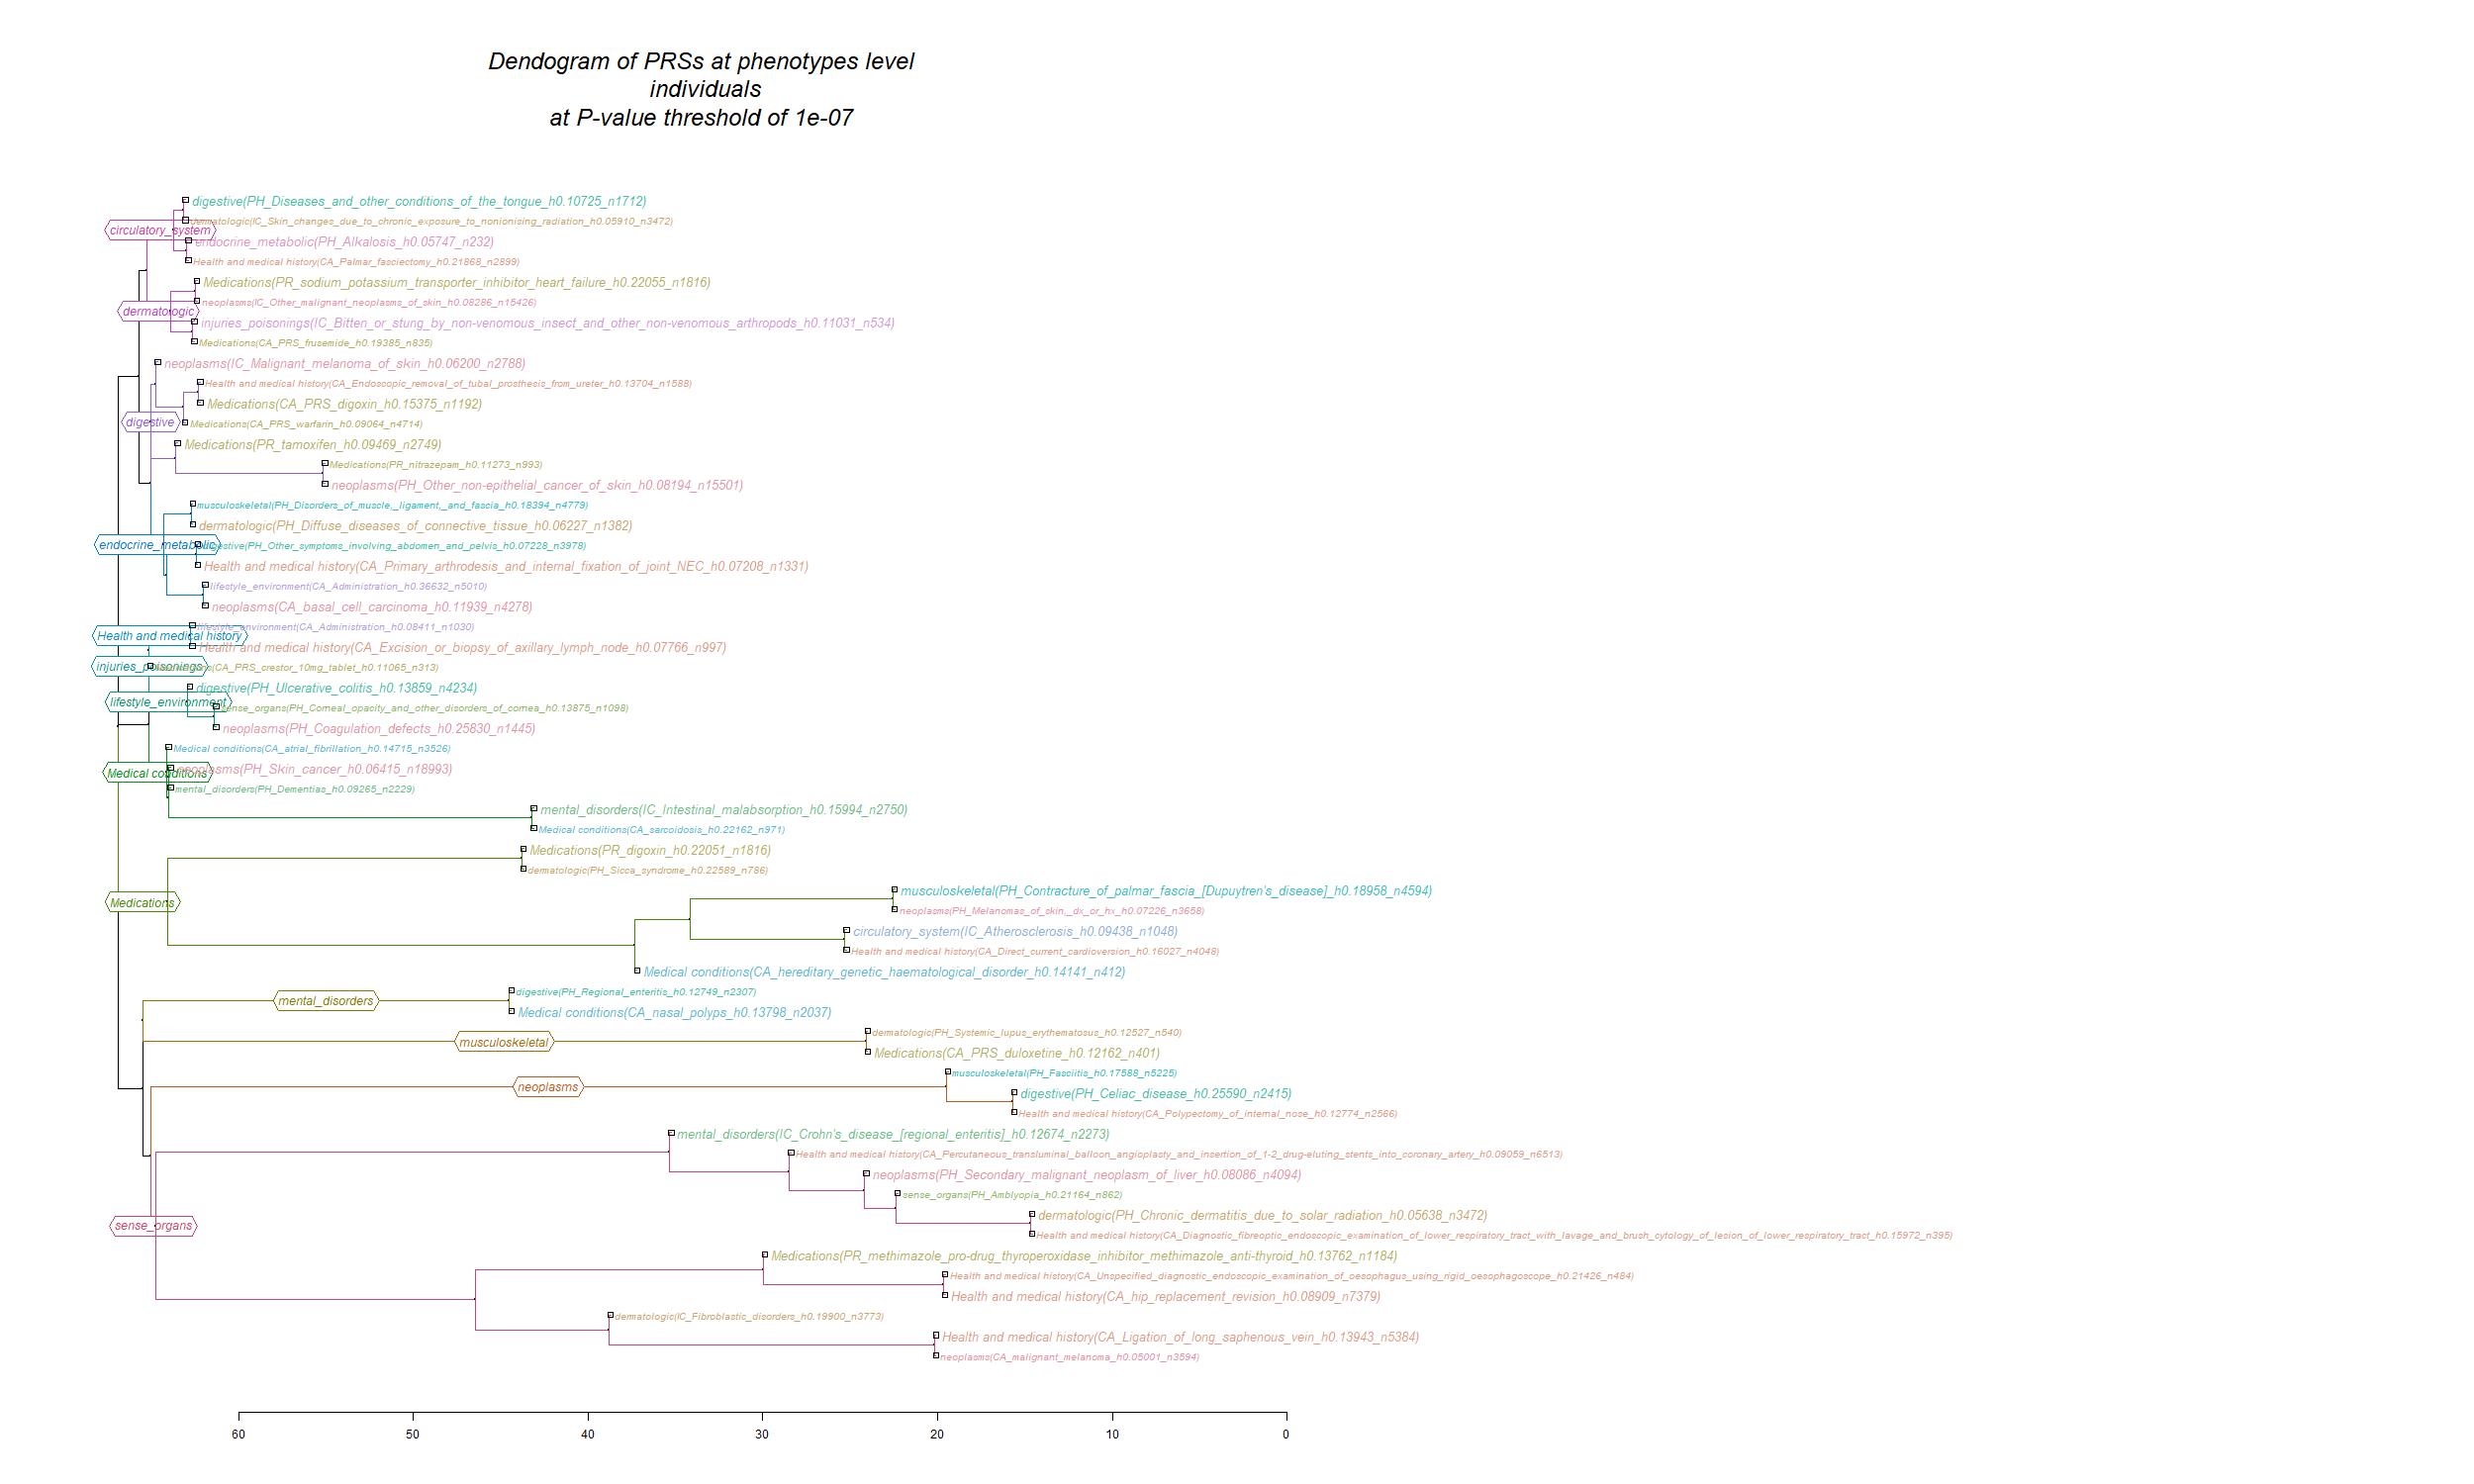 Dendogram of PRSs at phenotypes level
individuals
at P-value threshold of 1e-07
digestive(PH_Diseases_and_other_conditions_of_the_tongue_h0.10725_n1712)
dermatologic(IC_Skin_changes_due_to_chronic_exposure_to_nonionising_radiation_h0.05910_n3472)
circulatory_system
endocrine_metabolic(PH_Alkalosis_h0.05747_n232)
Health and medical history(CA_Palmar_fasciectomy_h0.21868_n2899)
Medications(PR_sodium_potassium_transporter_inhibitor_heart_failure_h0.22055_n1816)
neoplasms(IC_Other_malignant_neoplasms_of_skin_h0.08286_n15426)
dermatologic
injuries_poisonings(IC_Bitten_or_stung_by_non-venomous_insect_and_other_non-venomous_arthropods_h0.11031_n534)
Medications(CA_PRS_frusemide_h0.19385_n835)
neoplasms(IC_Malignant_melanoma_of_skin_h0.06200_n2788)
Health and medical history(CA_Endoscopic_removal_of_tubal_prosthesis_from_ureter_h0.13704_n1588)
Medications(CA_PRS_digoxin_h0.15375_n1192)
digestive
Medications(CA_PRS_warfarin_h0.09064_n4714)
Medications(PR_tamoxifen_h0.09469_n2749)
Medications(PR_nitrazepam_h0.11273_n993)
neoplasms(PH_Other_non-epithelial_cancer_of_skin_h0.08194_n15501)
musculoskeletal(PH_Disorders_of_muscle,_ligament,_and_fascia_h0.18394_n4779)
dermatologic(PH_Diffuse_diseases_of_connective_tissue_h0.06227_n1382)
endocrine_metabolic
digestive(PH_Other_symptoms_involving_abdomen_and_pelvis_h0.07228_n3978)
Health and medical history(CA_Primary_arthrodesis_and_internal_fixation_of_joint_NEC_h0.07208_n1331)
lifestyle_environment(CA_Administration_h0.36632_n5010)
neoplasms(CA_basal_cell_carcinoma_h0.11939_n4278)
lifestyle_environment(CA_Administration_h0.08411_n1030)
Health and medical history
Health and medical history(CA_Excision_or_biopsy_of_axillary_lymph_node_h0.07766_n997)
injuries_poisonings
Medications(CA_PRS_crestor_10mg_tablet_h0.11065_n313)
digestive(PH_Ulcerative_colitis_h0.13859_n4234)
lifestyle_environment
sense_organs(PH_Corneal_opacity_and_other_disorders_of_cornea_h0.13875_n1098)
neoplasms(PH_Coagulation_defects_h0.25830_n1445)
Medical conditions(CA_atrial_fibrillation_h0.14715_n3526)
Medical conditions
neoplasms(PH_Skin_cancer_h0.06415_n18993)
mental_disorders(PH_Dementias_h0.09265_n2229)
mental_disorders(IC_Intestinal_malabsorption_h0.15994_n2750)
Medical conditions(CA_sarcoidosis_h0.22162_n971)
Medications(PR_digoxin_h0.22051_n1816)
dermatologic(PH_Sicca_syndrome_h0.22589_n786)
musculoskeletal(PH_Contracture_of_palmar_fascia_[Dupuytren's_disease]_h0.18958_n4594)
Medications
neoplasms(PH_Melanomas_of_skin,_dx_or_hx_h0.07226_n3658)
circulatory_system(IC_Atherosclerosis_h0.09438_n1048)
Health and medical history(CA_Direct_current_cardioversion_h0.16027_n4048)
Medical conditions(CA_hereditary_genetic_haematological_disorder_h0.14141_n412)
digestive(PH_Regional_enteritis_h0.12749_n2307)
mental_disorders
Medical conditions(CA_nasal_polyps_h0.13798_n2037)
dermatologic(PH_Systemic_lupus_erythematosus_h0.12527_n540)
musculoskeletal
Medications(CA_PRS_duloxetine_h0.12162_n401)
musculoskeletal(PH_Fasciitis_h0.17588_n5225)
neoplasms
digestive(PH_Celiac_disease_h0.25590_n2415)
Health and medical history(CA_Polypectomy_of_internal_nose_h0.12774_n2566)
mental_disorders(IC_Crohn's_disease_[regional_enteritis]_h0.12674_n2273)
Health and medical history(CA_Percutaneous_transluminal_balloon_angioplasty_and_insertion_of_1-2_drug-eluting_stents_into_coronary_artery_h0.09059_n6513)
neoplasms(PH_Secondary_malignant_neoplasm_of_liver_h0.08086_n4094)
sense_organs(PH_Amblyopia_h0.21164_n862)
dermatologic(PH_Chronic_dermatitis_due_to_solar_radiation_h0.05638_n3472)
sense_organs
Health and medical history(CA_Diagnostic_fibreoptic_endoscopic_examination_of_lower_respiratory_tract_with_lavage_and_brush_cytology_of_lesion_of_lower_respiratory_tract_h0.15972_n395)
Medications(PR_methimazole_pro-drug_thyroperoxidase_inhibitor_methimazole_anti-thyroid_h0.13762_n1184)
Health and medical history(CA_Unspecified_diagnostic_endoscopic_examination_of_oesophagus_using_rigid_oesophagoscope_h0.21426_n484)
Health and medical history(CA_hip_replacement_revision_h0.08909_n7379)
dermatologic(IC_Fibroblastic_disorders_h0.19900_n3773)
Health and medical history(CA_Ligation_of_long_saphenous_vein_h0.13943_n5384)
neoplasms(CA_malignant_melanoma_h0.05001_n3594)
60 50 40 30 20 10 0